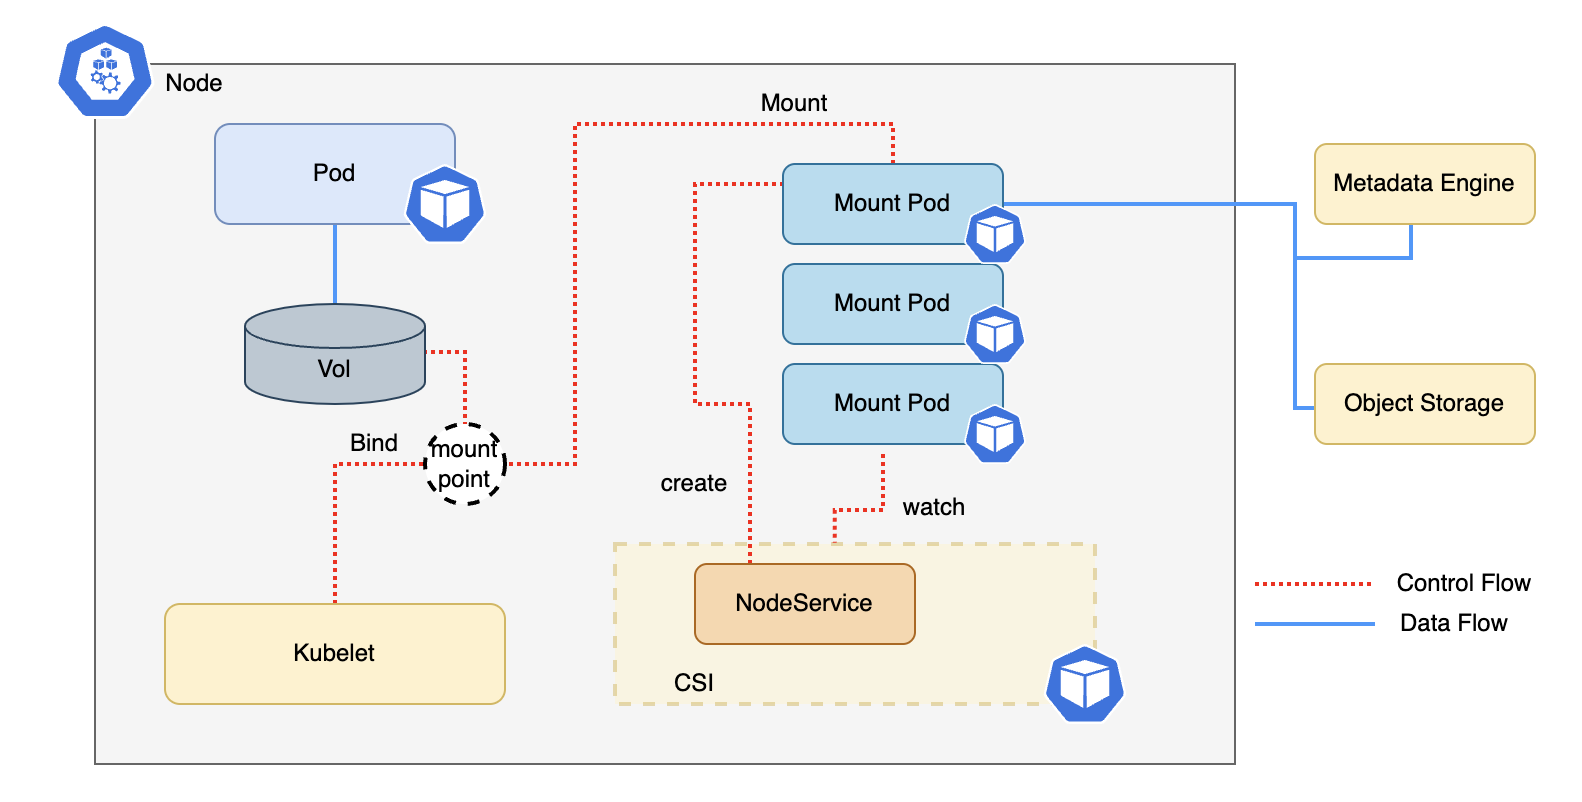 Node
Mount
Pod
Mount Pod
Metadata Engine
Mount Pod
Vol
Mount Pod
Object Storage
Bind
mount
point
create
watch
NodeService
Control Flow
Data Flow
Kubelet
CSI